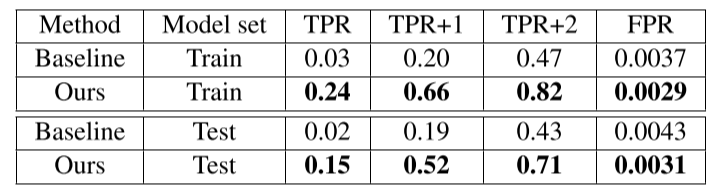 Method Model set TPR TPR+1 TPR+2 FPR
Baseline Train 0.03 0.20 0.47 0.0037
Ours Train 0.24 0.66 0.82 0.0029
Baseline Test 0.02 0.19 0.43 0.0043
Ours Test 0.15 0.52 0.71 0.0031